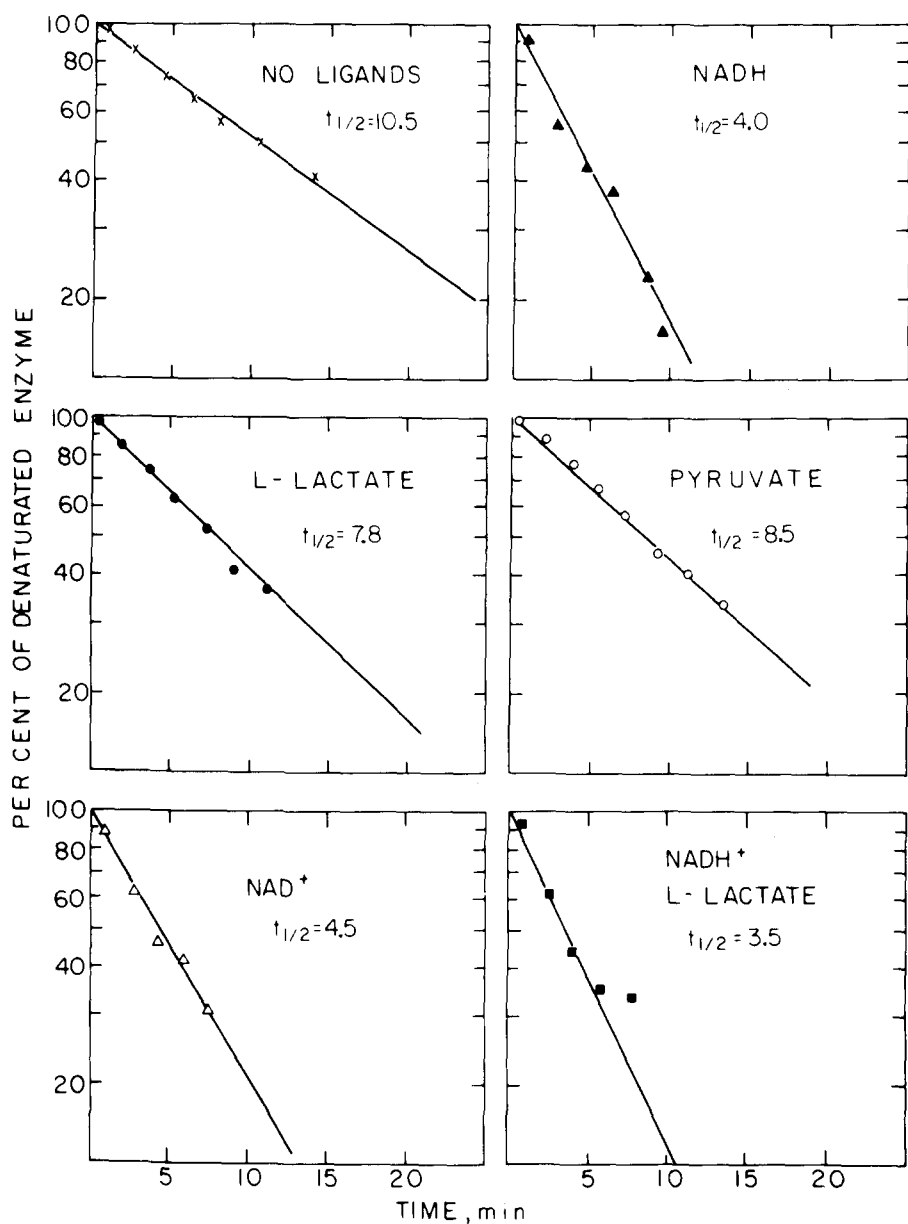 PERCENT OF DENATURATED ENZYME
100
80
60
40
20
NO LIGANDS
t1/2=10.5
NADH
t1/2=4.0
100
80
60
40
20
L-LACTATE
t1/2=7.8
PYRUVATE
t1/2=8.5
100
80
60
40
20
NAD+
t1/2=4.5
NADH+
L-LACTATE
t1/2=3.5
5 10 15 20 5 10 15 20
TIME, min